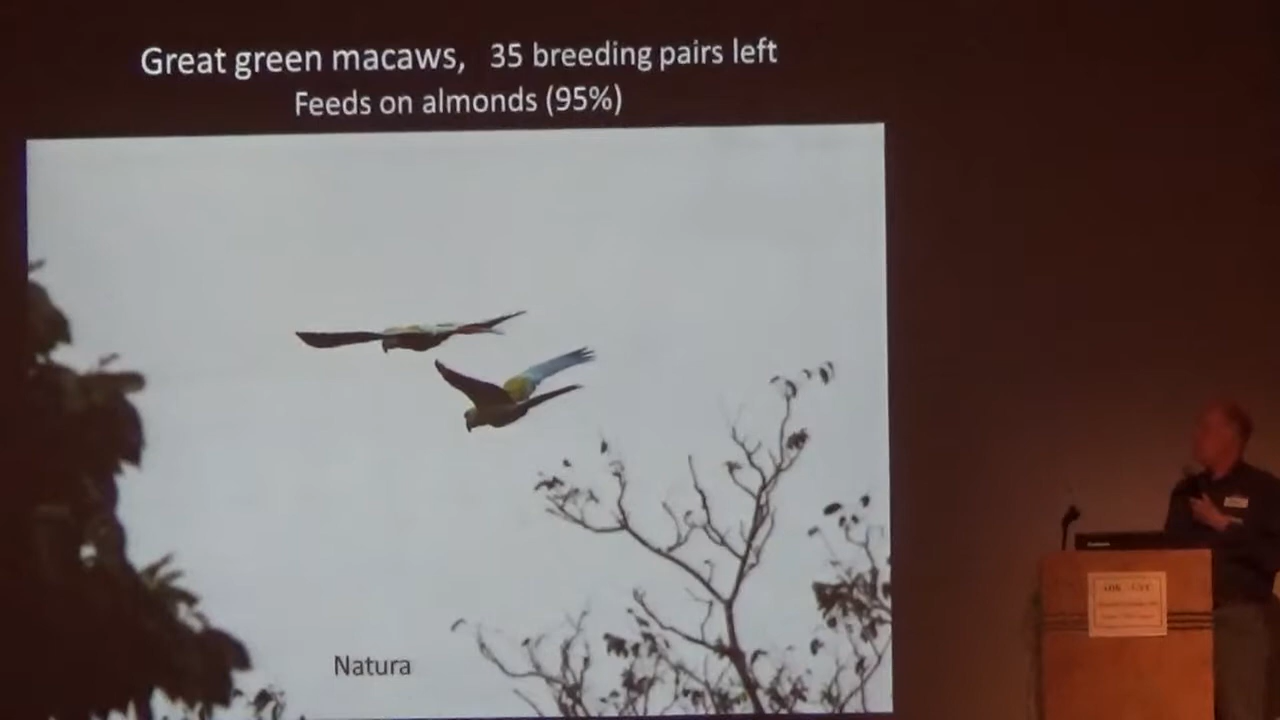 Great green macaws, 35 breeding pairs left
Feeds on almonds (95%)
Natura